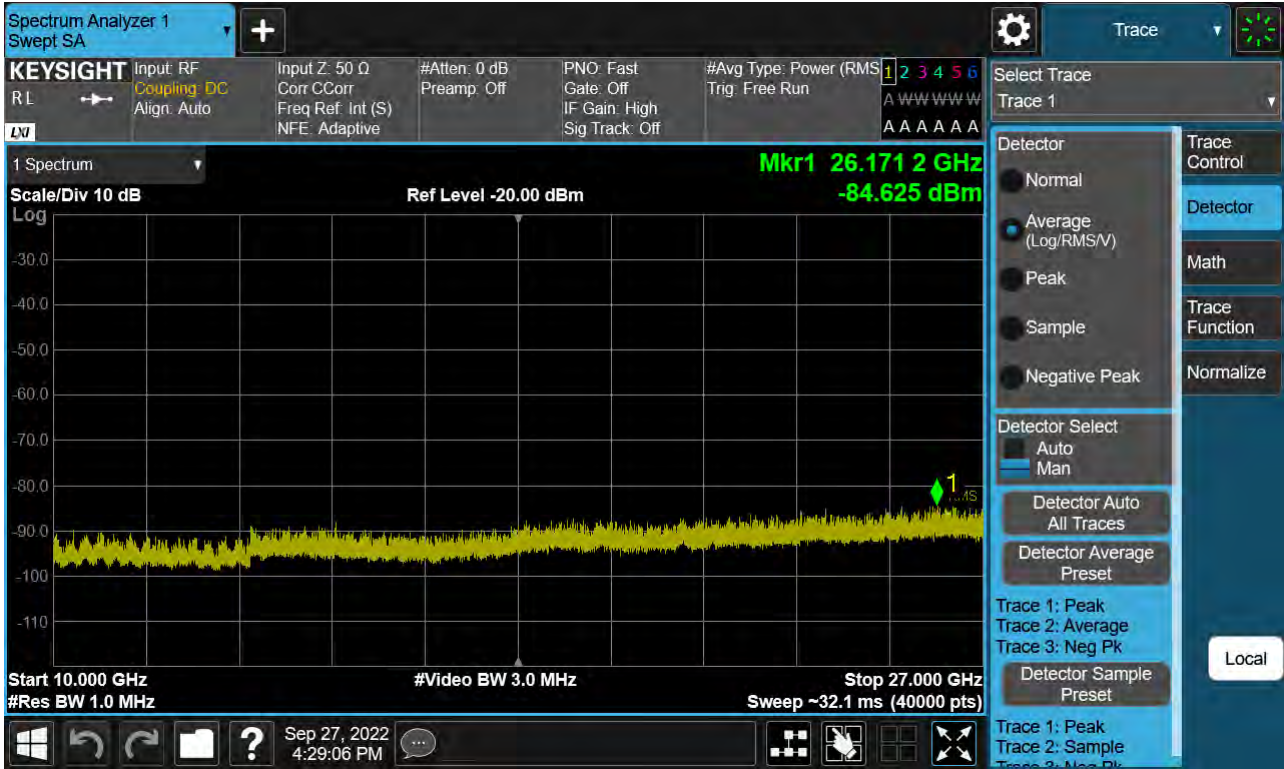 Spectrum Analyzer 1
Swept SA
Trace
KEYSIGHT
RL
LXI
Input: RF
Coupling: DC
Align: Auto
Input Z: 50 Ω
Corr CCorr
Freq Ref: Int (S)
NFE: Adaptive
#Atten: 0 dB
Preamp: Off
PNO: Fast
Gate: Off
IF Gain: High
Sig Track: Off
#Avg Type: Power (RMS
Trig: Free Run
1 2 3 4 5 6
A W W W W W
A A A A A A
Select Trace
Trace 1
1 Spectrum
Scale/Div 10 dB
Ref Level -20.00 dBm
Mkr1 26.171 2 GHz
-84.625 dBm
Log
-30.0
-40.0
-50.0
-60.0
-70.0
-80.0
-90.0
-100
-110
1
Start 10.000 GHz
#Video BW 3.0 MHz
Stop 27.000 GHz
#Res BW 1.0 MHz
Sweep ~32.1 ms (40000 pts)
Detector
Normal
Average
(Log/RMS/V)
Peak
Sample
Negative Peak
Detector Select
Auto
Man
Detector Auto
All Traces
Detector Average
Preset
Trace 1: Peak
Trace 2: Average
Trace 3: Neg Pk
Detector Sample
Preset
Trace 1: Peak
Trace 2: Sample
Trace 3: Neg Pk
Trace
Control
Detector
Math
Trace
Function
Normalize
Local
?
Sep 27, 2022
4:29:06 PM